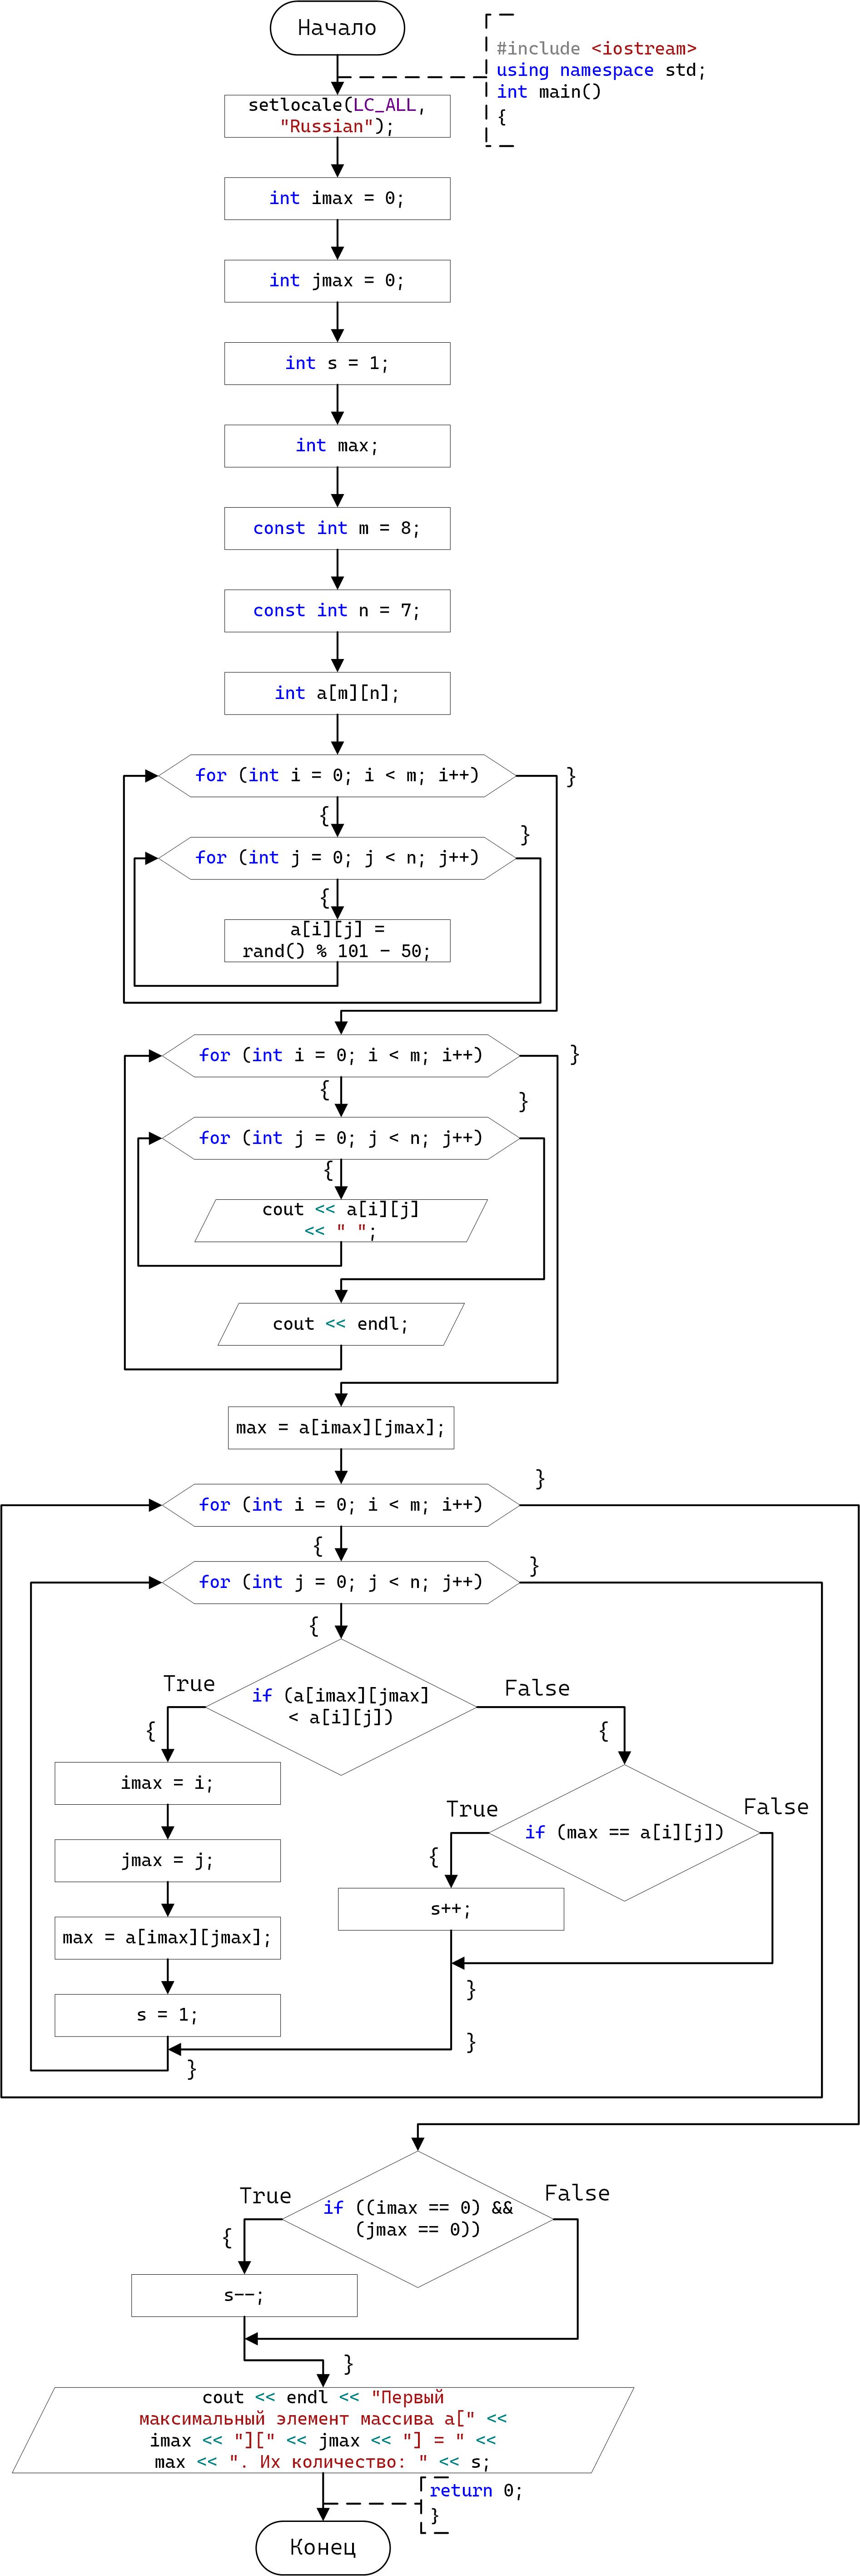 Начало
#include <iostream>
using namespace std;
int main()
{
setlocale(LC_ALL,
"Russian");
int imax = 0;
int jmax = 0;
int s = 1;
int max;
const int m = 8;
const int n = 7;
int a[m][n];
for (int i = 0; i < m; i++)
}
{
}
for (int j = 0; j < n; j++)
{
a[i][j] =
rand() % 101 - 50;
for (int i = 0; i < m; i++)
}
{
}
for (int j = 0; j < n; j++)
{
cout << a[i][j]
<< " ";
cout << endl;
max = a[imax][jmax];
}
for (int i = 0; i < m; i++)
{
}
for (int j = 0; j < n; j++)
{
True
False
if (a[imax][jmax]
< a[i][j])
{
{
imax = i;
True
False
if (max == a[i][j])
jmax = j;
{
s++;
max = a[imax][jmax];
}
s = 1;
}
}
True
False
if ((imax == 0) &&
(jmax == 0))
{
s--;
}
cout << endl << "Первый
максимальный элемент массива a[" <<
imax << "][" << jmax << "] = " <<
max << ". Их количество: " << s;
return 0;
}
Конец